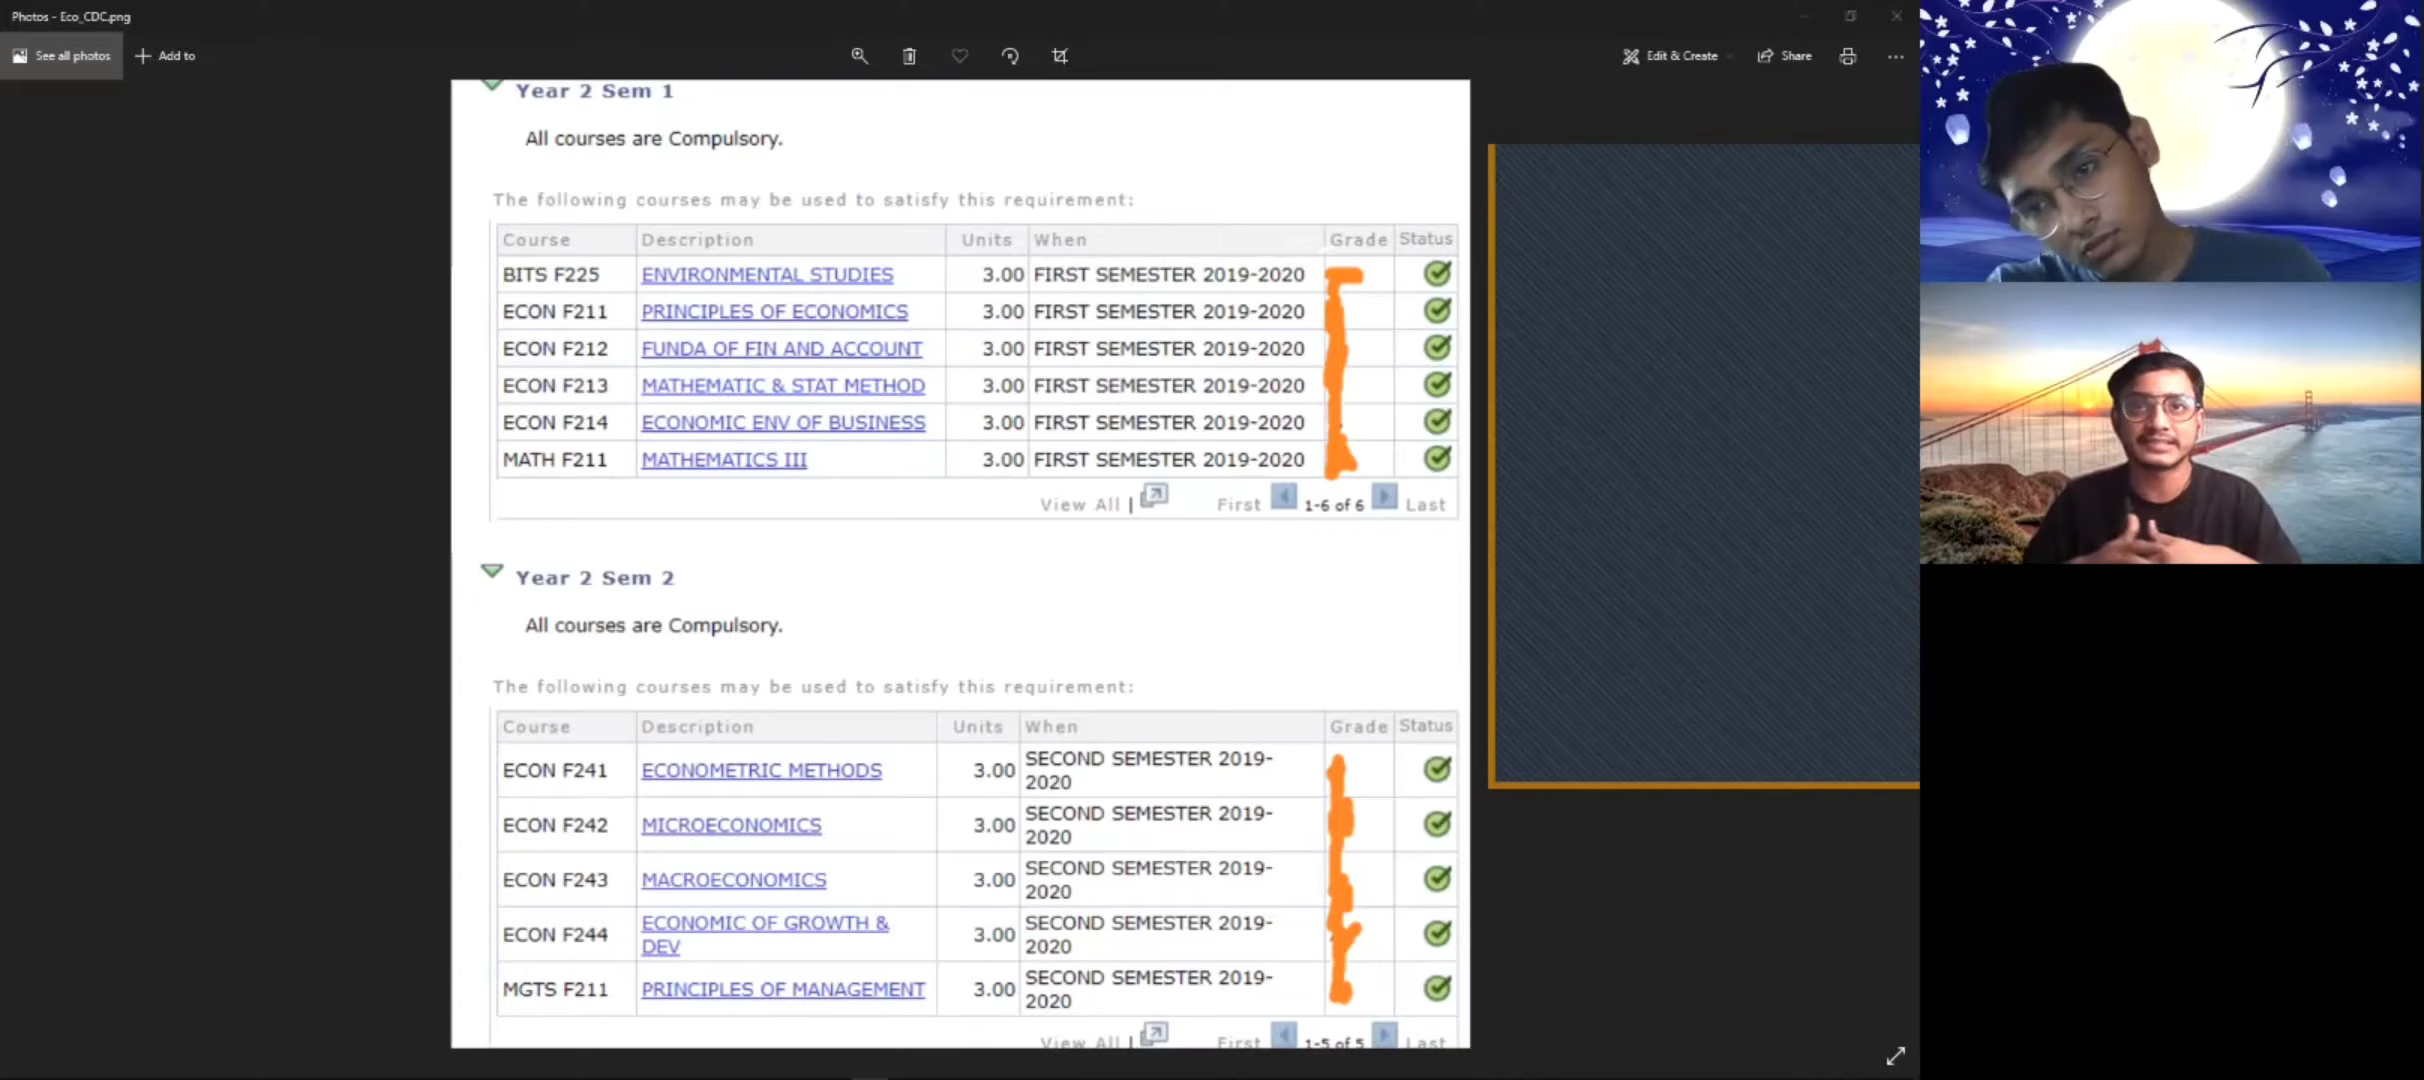 Photos - Eco_CDC.png
See all photos
Add to
Edit & Create
Share
Year 2 Sem 1
All courses are Compulsory.
The following courses may be used to satisfy this requirement:
Course Description Units When Grade Status
BITS F225 ENVIRONMENTAL STUDIES 3.00 FIRST SEMESTER 2019-2020
ECON F211 PRINCIPLES OF ECONOMICS 3.00 FIRST SEMESTER 2019-2020
ECON F212 FUNDA OF FIN AND ACCOUNT 3.00 FIRST SEMESTER 2019-2020
ECON F213 MATHEMATIC & STAT METHOD 3.00 FIRST SEMESTER 2019-2020
ECON F214 ECONOMIC ENV OF BUSINESS 3.00 FIRST SEMESTER 2019-2020
MATH F211 MATHEMATICS III 3.00 FIRST SEMESTER 2019-2020
View All | First 1-6 of 6 Last
Year 2 Sem 2
All courses are Compulsory.
The following courses may be used to satisfy this requirement:
Course Description Units When Grade Status
ECON F241 ECONOMETRIC METHODS 3.00 SECOND SEMESTER 2019-
2020
ECON F242 MICROECONOMICS 3.00 SECOND SEMESTER 2019-
2020
ECON F243 MACROECONOMICS 3.00 SECOND SEMESTER 2019-
2020
ECON F244 ECONOMIC OF GROWTH & 3.00 SECOND SEMESTER 2019-
DEV 2020
MGTS F211 PRINCIPLES OF MANAGEMENT 3.00 SECOND SEMESTER 2019-
2020
View All | First 1-5 of 5 Last